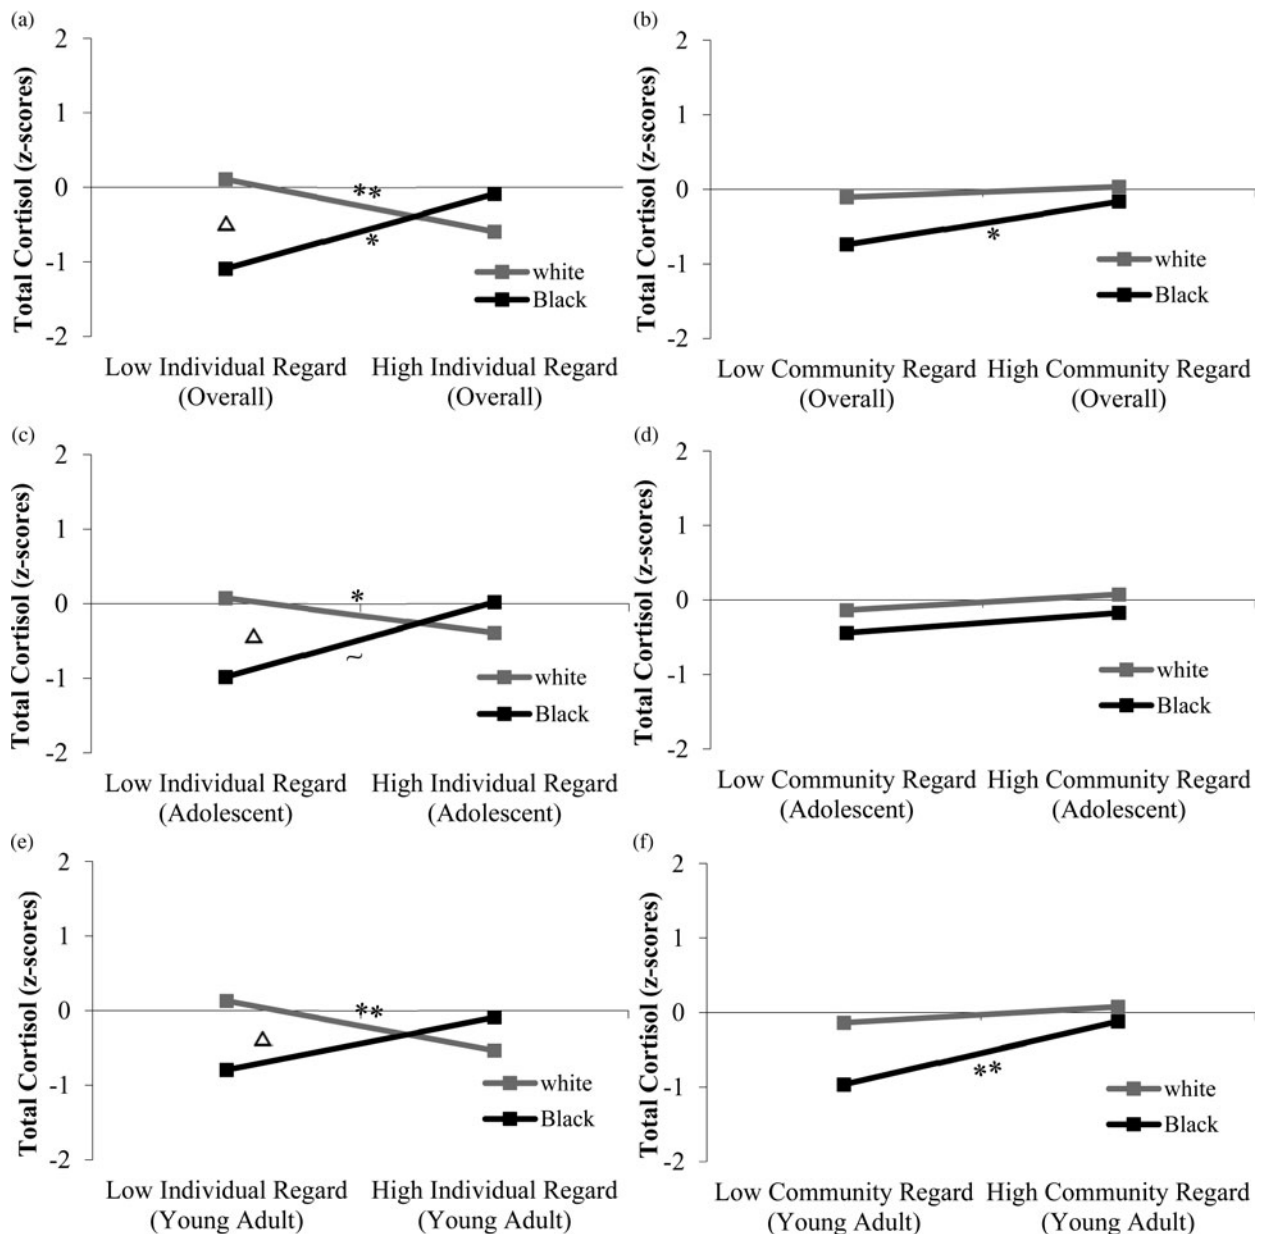 (a)
Total Cortisol (z-scores)
2
1
0
-1
-2
**
△
*
white
Black
Low Individual Regard
(Overall)
High Individual Regard
(Overall)
(b)
Total Cortisol (z-scores)
2
1
0
-1
-2
*
white
Black
Low Community Regard
(Overall)
High Community Regard
(Overall)
(c)
Total Cortisol (z-scores)
2
1
0
-1
-2
*
△
~
white
Black
Low Individual Regard
(Adolescent)
High Individual Regard
(Adolescent)
(d)
Total Cortisol (z-scores)
2
1
0
-1
-2
white
Black
Low Community Regard
(Adolescent)
High Community Regard
(Adolescent)
(e)
Total Cortisol (z-scores)
2
1
0
-1
-2
**
△
white
Black
Low Individual Regard
(Young Adult)
High Individual Regard
(Young Adult)
(f)
Total Cortisol (z-scores)
2
1
0
-1
-2
**
white
Black
Low Community Regard
(Young Adult)
High Community Regard
(Young Adult)